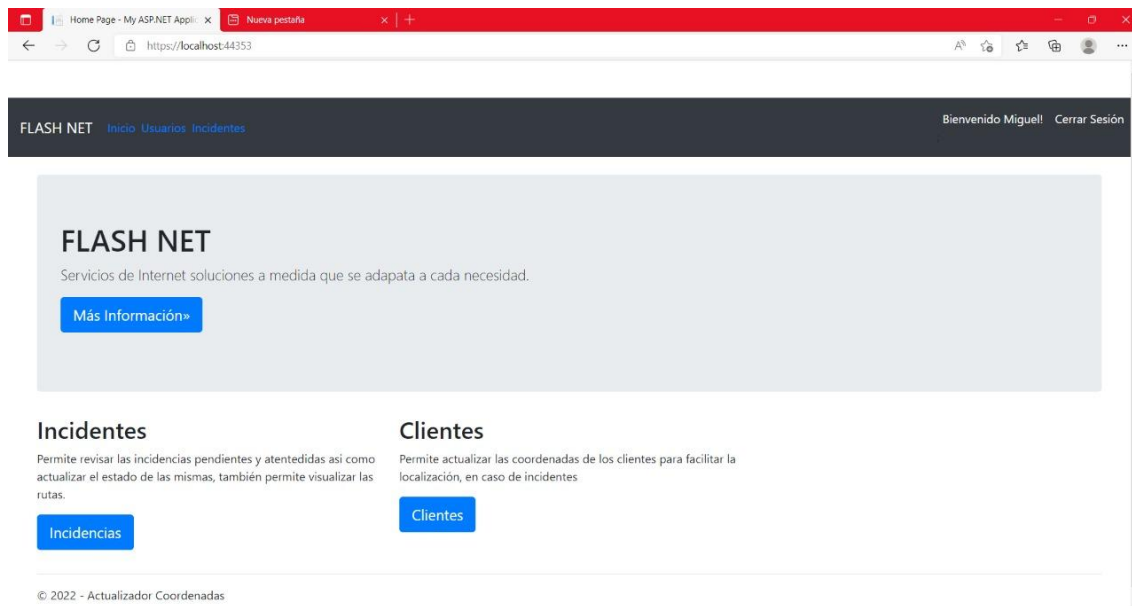 Home Page - My ASP.NET Applic
Nueva pestaña
https://localhost:44353
FLASH NET Inicio Usuarios Incidentes
Bienvenido Miguel! Cerrar Sesión
FLASH NET
Servicios de Internet soluciones a medida que se adapata a cada necesidad.
Más Información»
Incidentes
Permite revisar las incidencias pendientes y atentedidas asi como
actualizar el estado de las mismas, también permite visualizar las
rutas.
Incidencias
Clientes
Permite actualizar las coordenadas de los clientes para facilitar la
localización, en caso de incidentes
Clientes
© 2022 - Actualizador Coordenadas